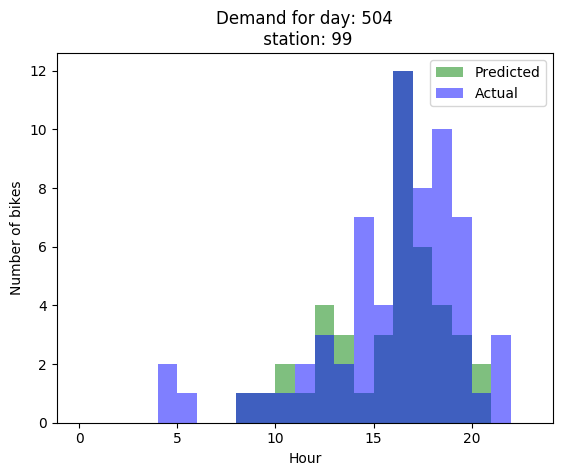 Demand for day: 504
station: 99
Predicted
Actual
Number of bikes
12
10
8
6
4
2
0
0 5 10 15 20
Hour